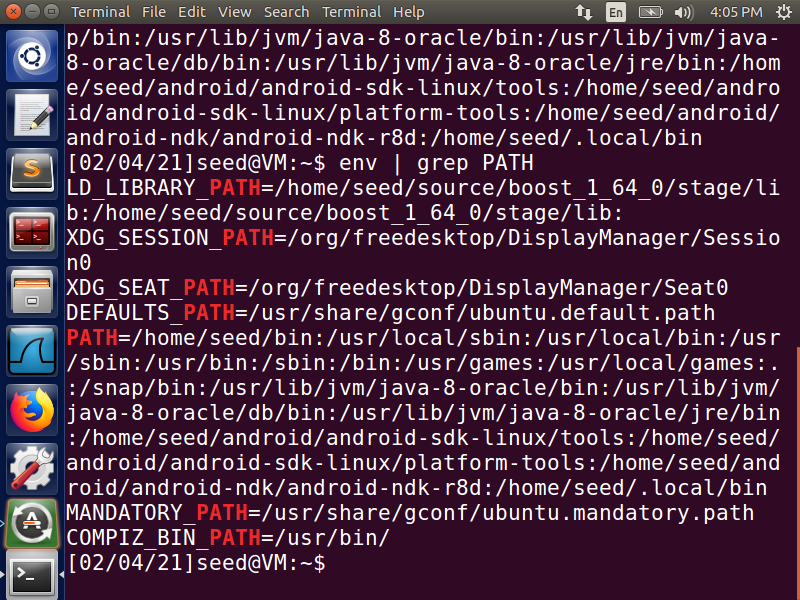 Terminal File Edit View Search Terminal Help En 4:05 PM
p/bin:/usr/lib/jvm/java-8-oracle/bin:/usr/lib/jvm/java-
8-oracle/db/bin:/usr/lib/jvm/java-8-oracle/jre/bin:/hom
e/seed/android/android-sdk-linux/tools:/home/seed/andro
id/android-sdk-linux/platform-tools:/home/seed/android/
android-ndk/android-ndk-r8d:/home/seed/.local/bin
[02/04/21]seed@VM:~$ env | grep PATH
LD_LIBRARY_PATH=/home/seed/source/boost_1_64_0/stage/li
b:/home/seed/source/boost_1_64_0/stage/lib:
XDG_SESSION_PATH=/org/freedesktop/DisplayManager/Sessio
n0
XDG_SEAT_PATH=/org/freedesktop/DisplayManager/Seat0
DEFAULTS_PATH=/usr/share/gconf/ubuntu.default.path
PATH=/home/seed/bin:/usr/local/sbin:/usr/local/bin:/usr
/sbin:/usr/bin:/sbin:/bin:/usr/games:/usr/local/games:.
:/snap/bin:/usr/lib/jvm/java-8-oracle/bin:/usr/lib/jvm/
java-8-oracle/db/bin:/usr/lib/jvm/java-8-oracle/jre/bin
:/home/seed/android/android-sdk-linux/tools:/home/seed/
android/android-sdk-linux/platform-tools:/home/seed/and
roid/android-ndk/android-ndk-r8d:/home/seed/.local/bin
MANDATORY_PATH=/usr/share/gconf/ubuntu.mandatory.path
COMPIZ_BIN_PATH=/usr/bin/
[02/04/21]seed@VM:~$